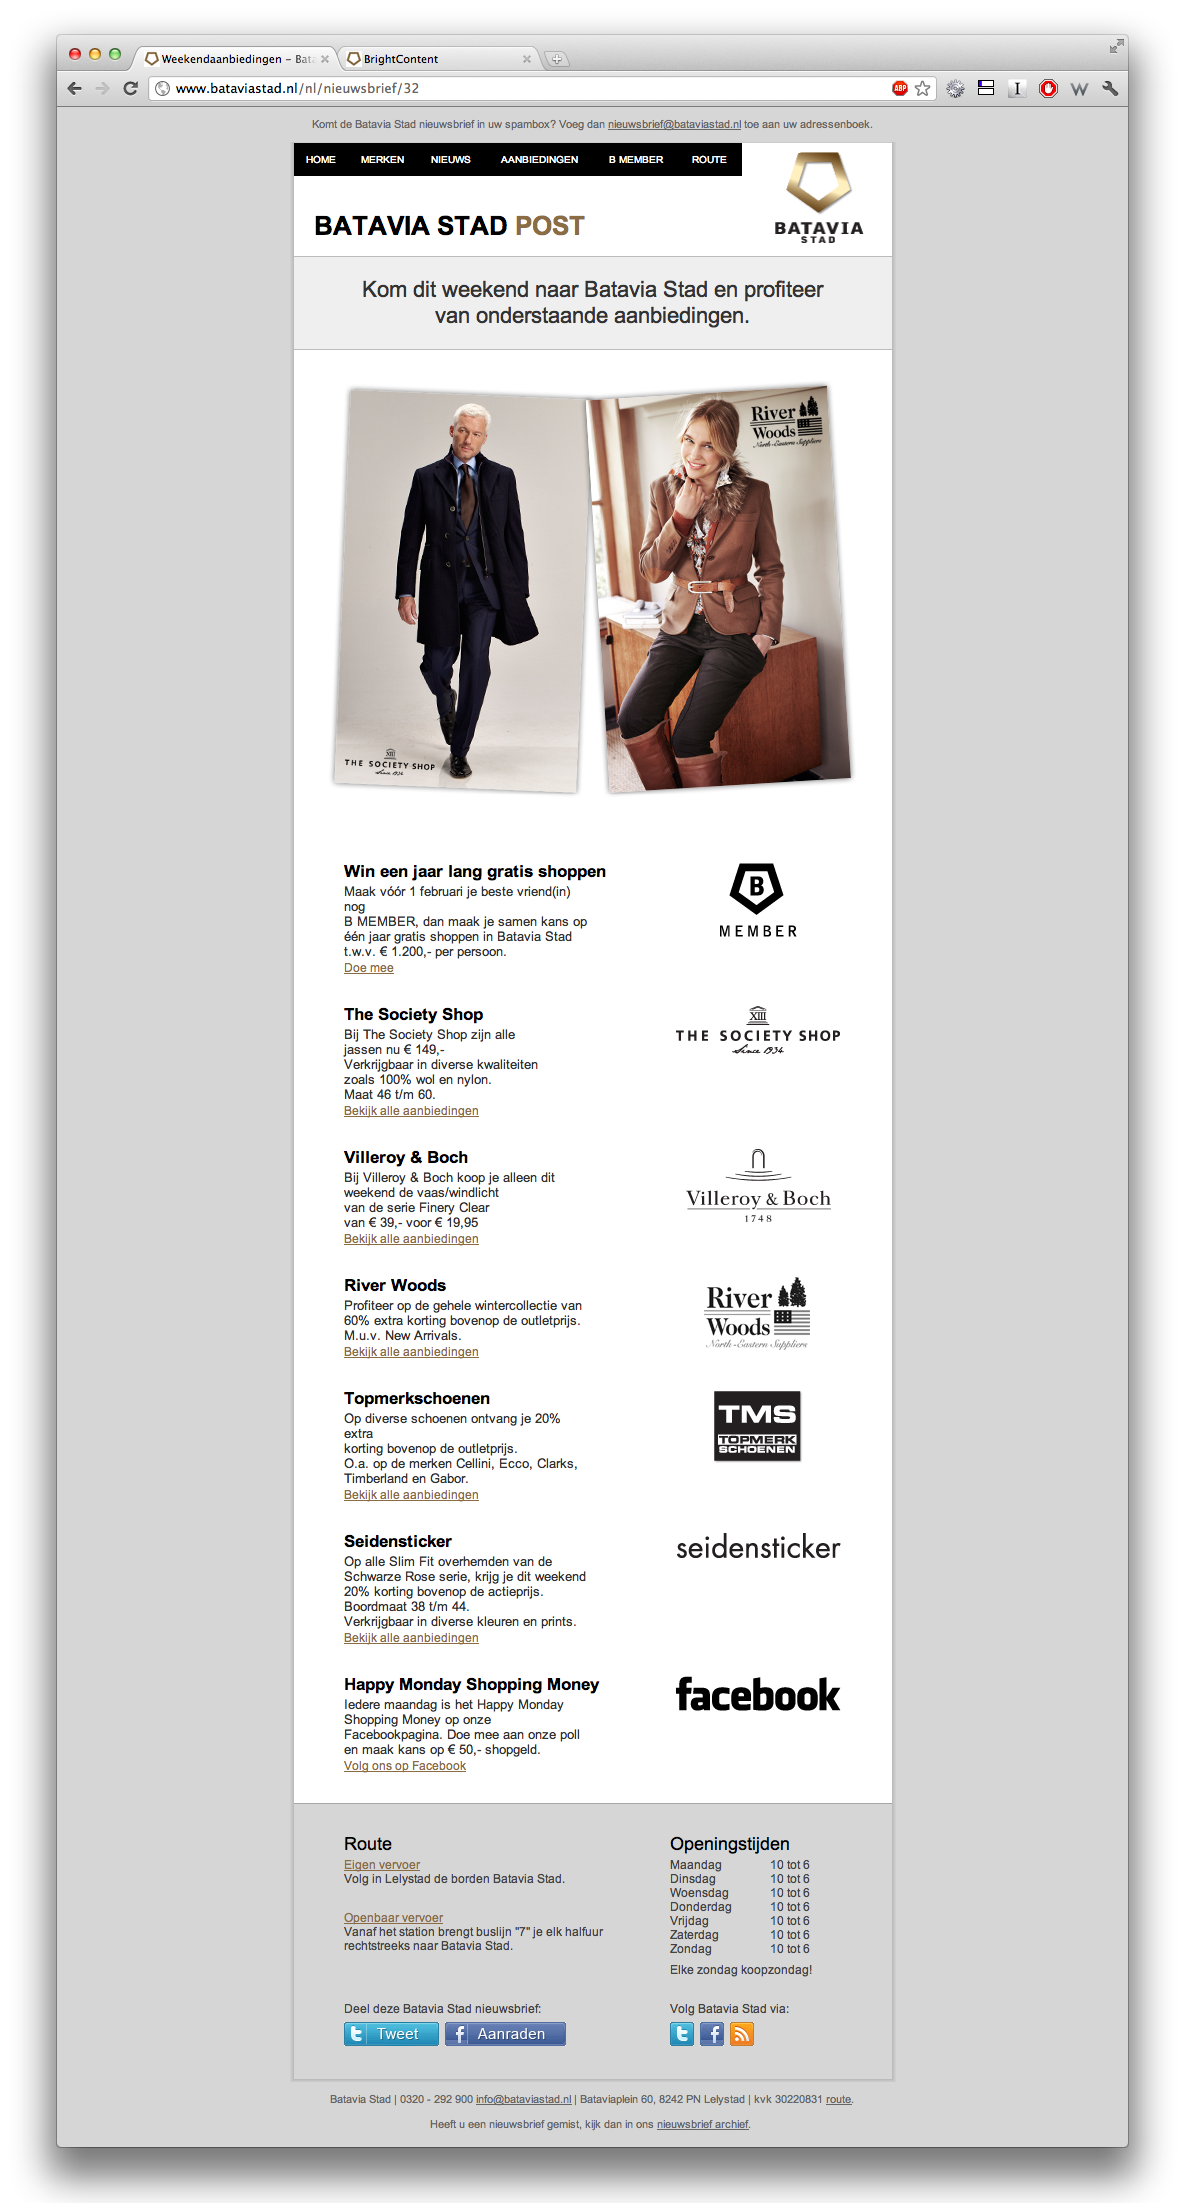 Weekendaanbiedingen – Bata
BrightContent
www.bataviastad.nl/nl/nieuwsbrief/32
ABP
I
W
Komt de Batavia Stad nieuwsbrief in uw spambox? Voeg dan nieuwsbrief@bataviastad.nl toe aan uw adressenboek.
HOME MERKEN NIEUWS AANBIEDINGEN B MEMBER ROUTE
BATAVIA STAD POST
BATAVIA
STAD
Kom dit weekend naar Batavia Stad en profiteer
van onderstaande aanbiedingen.
River
Woods
North-Eastern Suppliers
XIII
THE SOCIETY SHOP
Since 1934
Win een jaar lang gratis shoppen
Maak vóór 1 februari je beste vriend(in)
nog
B MEMBER, dan maak je samen kans op
één jaar gratis shoppen in Batavia Stad
t.w.v. € 1.200,- per persoon.
Doe mee
B
MEMBER
The Society Shop
Bij The Society Shop zijn alle
jassen nu € 149,-
Verkrijgbaar in diverse kwaliteiten
zoals 100% wol en nylon.
Maat 46 t/m 60.
Bekijk alle aanbiedingen
XIII
THE SOCIETY SHOP
Since 1934
Villeroy & Boch
Bij Villeroy & Boch koop je alleen dit
weekend de vaas/windlicht
van de serie Finery Clear
van € 39,- voor € 19,95
Bekijk alle aanbiedingen
Villeroy & Boch
1748
River Woods
Profiteer op de gehele wintercollectie van
60% extra korting bovenop de outletprijs.
M.u.v. New Arrivals.
Bekijk alle aanbiedingen
River
Woods
North-Eastern Suppliers
Topmerkschoenen
Op diverse schoenen ontvang je 20%
extra
korting bovenop de outletprijs.
O.a. op de merken Cellini, Ecco, Clarks,
Timberland en Gabor.
Bekijk alle aanbiedingen
TMS
TOPMERK
SCHOENEN
Seidensticker
Op alle Slim Fit overhemden van de
Schwarze Rose serie, krijg je dit weekend
20% korting bovenop de actieprijs.
Boordmaat 38 t/m 44.
Verkrijgbaar in diverse kleuren en prints.
Bekijk alle aanbiedingen
seidensticker
Happy Monday Shopping Money
Iedere maandag is het Happy Monday
Shopping Money op onze
Facebookpagina. Doe mee aan onze poll
en maak kans op € 50,- shopgeld.
Volg ons op Facebook
facebook
Route
Eigen vervoer
Volg in Lelystad de borden Batavia Stad.
Openbaar vervoer
Vanaf het station brengt buslijn "7" je elk halfuur
rechtstreeks naar Batavia Stad.
Openingstijden
Maandag 10 tot 6
Dinsdag 10 tot 6
Woensdag 10 tot 6
Donderdag 10 tot 6
Vrijdag 10 tot 6
Zaterdag 10 tot 6
Zondag 10 tot 6
Elke zondag koopzondag!
Deel deze Batavia Stad nieuwsbrief:
Tweet
Aanraden
Volg Batavia Stad via:
Batavia Stad | 0320 - 292 900 info@bataviastad.nl | Bataviaplein 60, 8242 PN Lelystad | kvk 30220831 route.
Heeft u een nieuwsbrief gemist, kijk dan in ons nieuwsbrief archief.